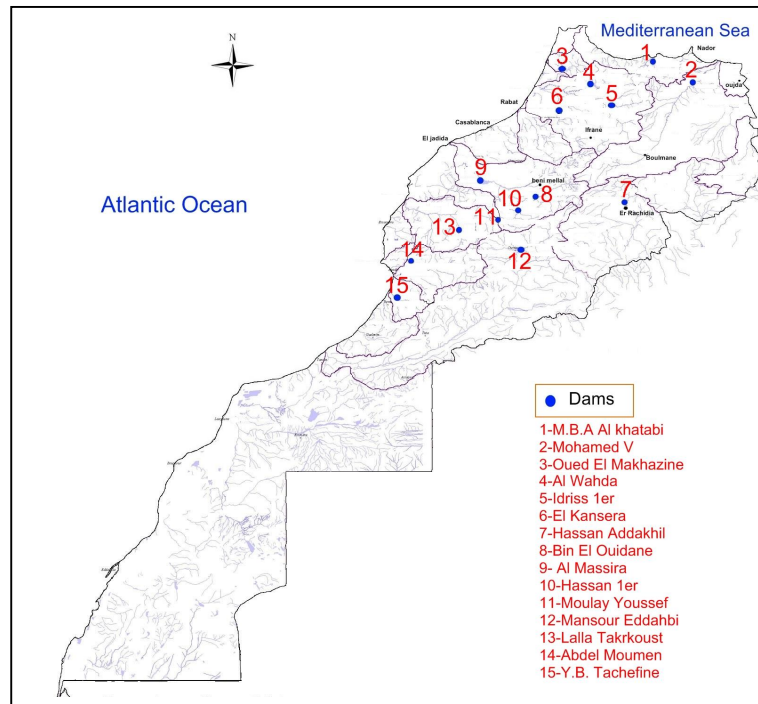 Mediterranean Sea
N
Nador
1
3
2
4
oujda
5
6
Rabat
Casablanca
Ifrane
El jadida
Boulmane
9
beni mellal
7
8
Atlantic Ocean
10
Er Rachidia
11
13
12
14
15
Dams
1-M.B.A Al khatabi
2-Mohamed V
3-Oued El Makhazine
4-Al Wahda
5-Idriss 1er
6-El Kansera
7-Hassan Addakhil
8-Bin El Ouidane
9- Al Massira
10-Hassan 1er
11-Moulay Youssef
12-Mansour Eddahbi
13-Lalla Takrkoust
14-Abdel Moumen
15-Y.B. Tachefine